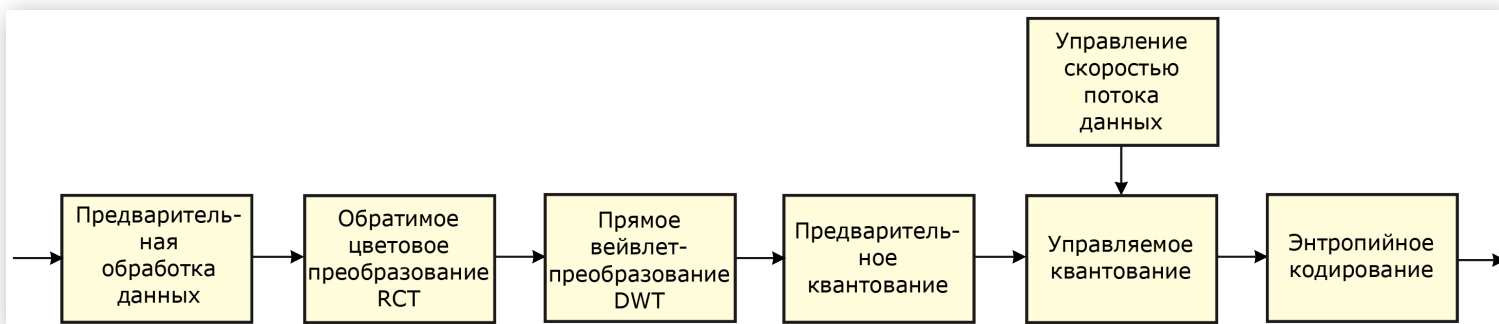 Управление
скоростью
потока
данных
Предваритель-
ная
обработка
данных
Обратимое
цветовое
преобразование
RCT
Прямое
вейвлет-
преобразование
DWT
Предваритель-
ное
квантование
Управляемое
квантование
Энтропийное
кодирование